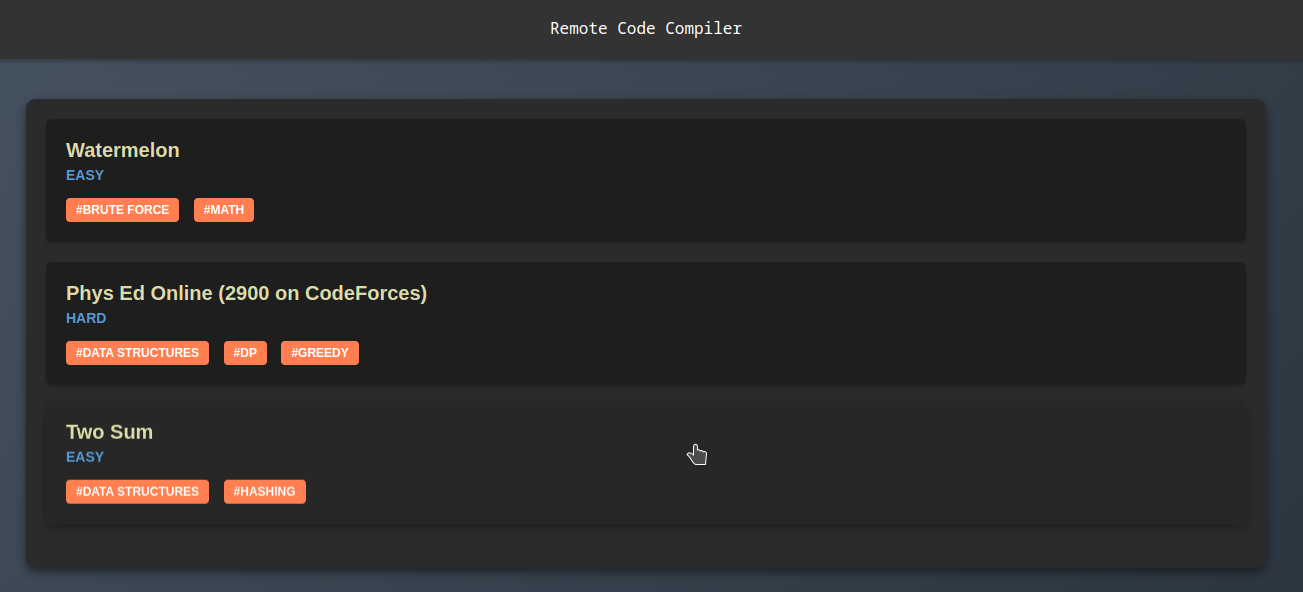 Remote Code Compiler
Watermelon
EASY
#BRUTE FORCE #MATH
Phys Ed Online (2900 on CodeForces)
HARD
#DATA STRUCTURES #DP #GREEDY
Two Sum
EASY
#DATA STRUCTURES #HASHING